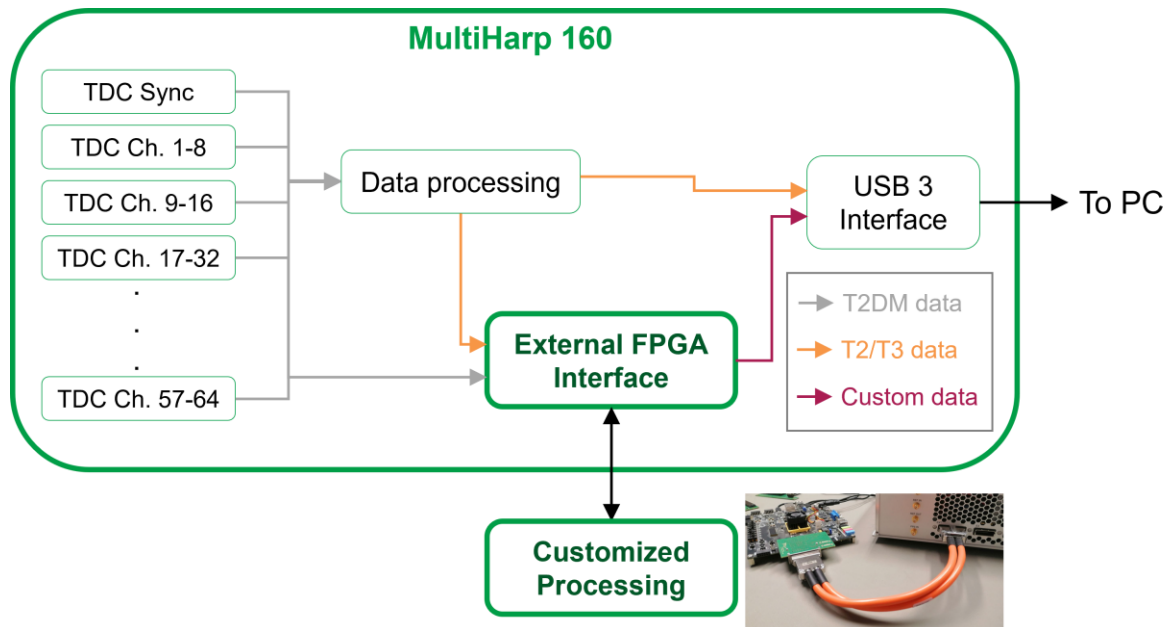 MultiHarp 160
TDC Sync
TDC Ch. 1-8
TDC Ch. 9-16
TDC Ch. 17-32
.
.
.
TDC Ch. 57-64
Data processing
External FPGA
Interface
USB 3
Interface
To PC
T2DM data
T2/T3 data
Custom data
Customized
Processing